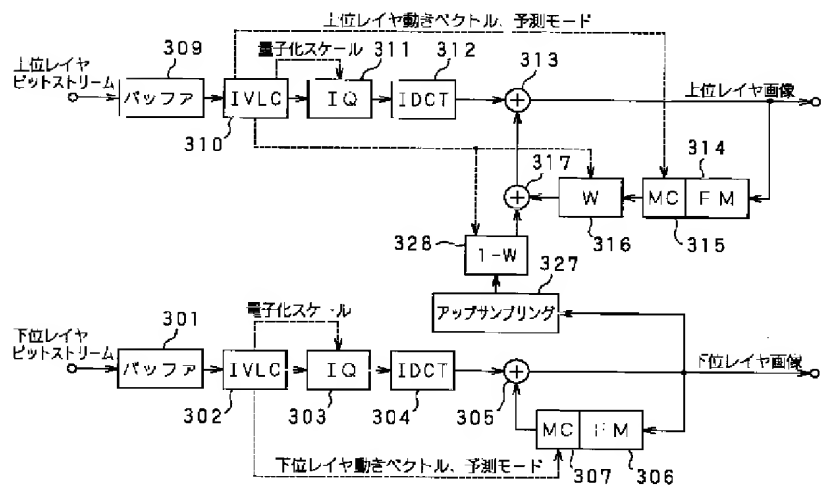 上位レイヤ動きベクトル、予測モード
量子化スケール
309
311
312
313
上位レイヤ
ビットストリーム
バッファ
IVLC
IQ
IDCT
上位レイヤ画像
310
317
314
W
MC
FM
316
315
328
1-W
327
アップサンプリング
量子化スケール
301
下位レイヤ
ビットストリーム
バッファ
IVLC
IQ
IDCT
下位レイヤ画像
302
303
304
305
MC
FM
下位レイヤ動きベクトル、予測モード
307
306